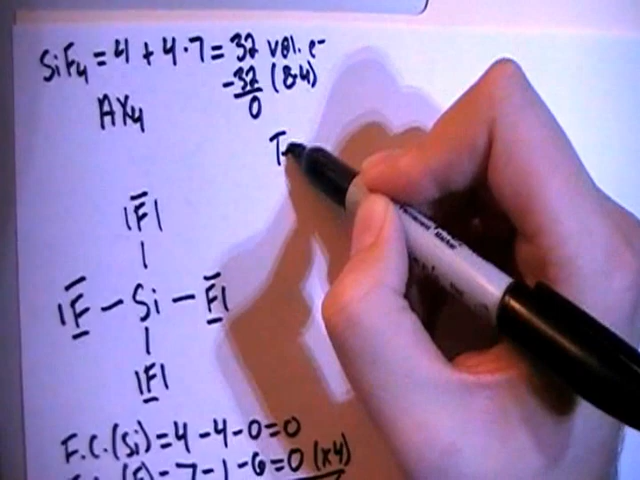 SiF4 = 4 + 4·7 = 32 val. e-
-32 (8·4)
0
AX4
T
|F|
|F - Si - F|
|F|
F.C.(Si) = 4 - 4 - 0 = 0
(F) - 7 - 1 - 6 = 0 (x4)